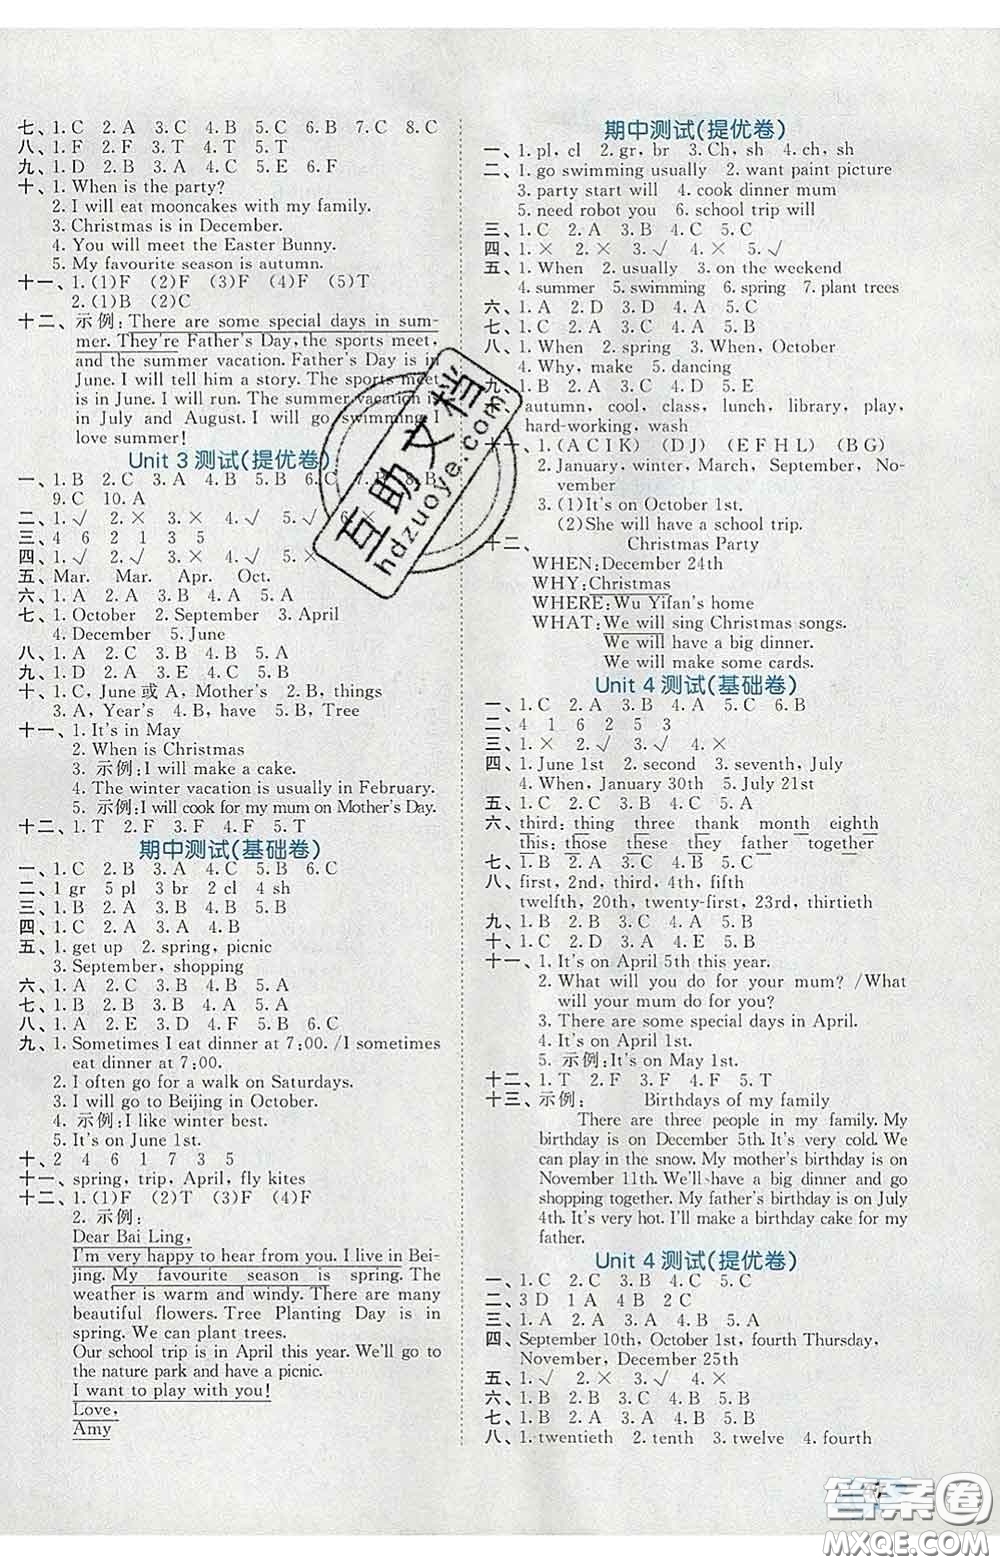 七、1.C 2.A 3.C 4.B 5.C 6.B 7.C 8.C
八、1.F 2.F 3.T 4.T 5.T
九、1.D 2.B 3.A 4.C 5.E 6.F
十、1. When is the party?
2. I will eat mooncakes with my family.
3. Christmas is in December.
4. You will meet the Easter Bunny.
5. My favourite season is autumn.
十一、1.(1)F (2)F (3)F (4)F (5)T
2.(1)B (2)C
十二、示例:There are some special days in sum-
mer. They're Father's Day, the sports meet,
and the summer vacation. Father's Day is in
June. I will tell him a story. The sports meet
is in June. I will run. The summer vacation is
in July and August. I will go swimming. I
love summer!
Unit 3 测试(提优卷)
一、1.B 2.C 3.A 4.B 5.B 6.C 7.B 8.B
9.C 10.A
二、1.√ 2.× 3.× 4.√ 5.√ 6.×
三、4 6 2 1 3 5
四、1.√ 2.√ 3.× 4.√ 5.×
五、Mar. Mar. Apr. Oct.
六、1.A 2.B 3.C 4.A 5.A
七、1. October 2. September 3. April
4. December 5. June
八、1.A 2.C 3.A 4.B 5.A
九、1.D 2.A 3.E 4.C 5.B
十、1. C, June 或 A, Mother's 2. B, things
3. A, Year's 4. B, have 5. B, Tree
十一、1. It's in May
2. When is Christmas
3. 示例:I will make a cake.
4. The winter vacation is usually in February.
5. 示例:I will cook for my mum on Mother's Day.
十二、1.T 2.F 3.F 4.F 5.T
期中测试(基础卷)
一、1.C 2.B 3.A 4.C 5.B 6.C
二、1 gr 5 pl 3 br 2 cl 4 sh
三、1.B 2.A 3.B 4.B 5.B
四、1.C 2.A 3.A 4.B
五、1. get up 2. spring, picnic
3. September, shopping
六、1.A 2.C 3.A 4.B 5.A
七、1.B 2.B 3.B 4.A 5.A
八、1.A 2.E 3.D 4.F 5.B 6.C
九、1. Sometimes I eat dinner at 7:00. /I sometimes
eat dinner at 7:00.
2. I often go for a walk on Saturdays.
3. I will go to Beijing in October.
4. 示例:I like winter best.
5. It's on June 1st.
十、2 4 6 1 7 3 5
十一、spring, trip, April, fly kites
十二、1.(1)F (2)T (3)F (4)F
2. 示例:
Dear Bai Ling,
I'm very happy to hear from you. I live in Bei-
jing. My favourite season is spring. The
weather is warm and windy. There are many
beautiful flowers. Tree Planting Day is in
spring. We can plant trees.
Our school trip is in April this year. We'll go to
the nature park and have a picnic.
I want to play with you!
Love,
Amy
期中测试(提优卷)
一、1. pl, cl 2. gr, br 3. Ch, sh 4. ch, sh
二、1. go swimming usually 2. want paint picture
3. party start will 4. cook dinner mum
5. need robot you 6. school trip will
三、1.C 2.A 3.B 4.C 5.C
四、1.× 2.× 3.√ 4.× 5.√
五、1. When 2. usually 3. on the weekend
4. summer 5. swimming 6. spring 7. plant trees
六、1.A 2.D 3.D 4.A 5.C
七、1.C 2.A 3.C 4.B 5.B
八、1. When 2. spring 3. When, October
4. Why, make 5. dancing
九、1.B 2.A 3.C 4.D 5.E
autumn, cool, class, lunch, library, play,
hard-working, wash
十一、1.(A C I K) (D J) (E F H L) (B G)
2. January, winter, March, September, No-
vember
3. (1)It's on October 1st.
(2)She will have a school trip.
十二、 Christmas Party
WHEN:December 24th
WHY:Christmas
WHERE:Wu Yifan's home
WHAT:We will sing Christmas songs.
We will have a big dinner.
We will make some cards.
Unit 4 测试(基础卷)
一、1.C 2.A 3.B 4.A 5.C 6.B
二、4 1 6 2 5 3
三、1.× 2.√ 3.√ 4.× 5.√
四、1. June 1st 2. second 3. seventh, July
4. When, January 30th 5. July 21st
五、1.C 2.C 3.A 4.B 5.A
六、third: thing three thank month eighth
this: those these they father together
七、1.B 2.A 3.C 4.B 5.C
八、first, 2nd, third, 4th, fifth
twelfth, 20th, twenty-first, 23rd, thirtieth
九、1.B 2.B 3.C 4.A 5.B
十、1.C 2.D 3.A 4.C 5.B
十一、1. It's on April 5th this year.
2. What will you do for your mum? /What
will your mum do for you?
3. There are some special days in April.
4. It's on April 1st.
5. 示例:It's on May 1st.
十二、1.T 2.F 3.F 4.F 5.T
十三、示例: Birthdays of my family
There are three people in my family. My
birthday is on December 5th. It's very cold. We
can play in the snow. My mother's birthday is on
November 11th. We'll have a big dinner and go
shopping together. My father's birthday is on July
4th. It's very hot. I'll make a birthday cake for my
father.
Unit 4 测试(提优卷)
一、1.C 2.C 3.B 4.C 5.C
二、3 D 1 A 4 B 2 C
三、1.A 2.A 3.B 4.B 5.A
四、September 10th, October 1st, fourth Thursday,
November, December 25th
五、1.√ 2.× 3.√ 4.×
六、1.B 2.B 3.C 4.B 5.B
七、1.B 2.A 3.C 4.A 5.B
八、1. twentieth 2. tenth 3. twelve 4. fourth
互助文档
hdzuoye.com
答案圈
MXQE.COM